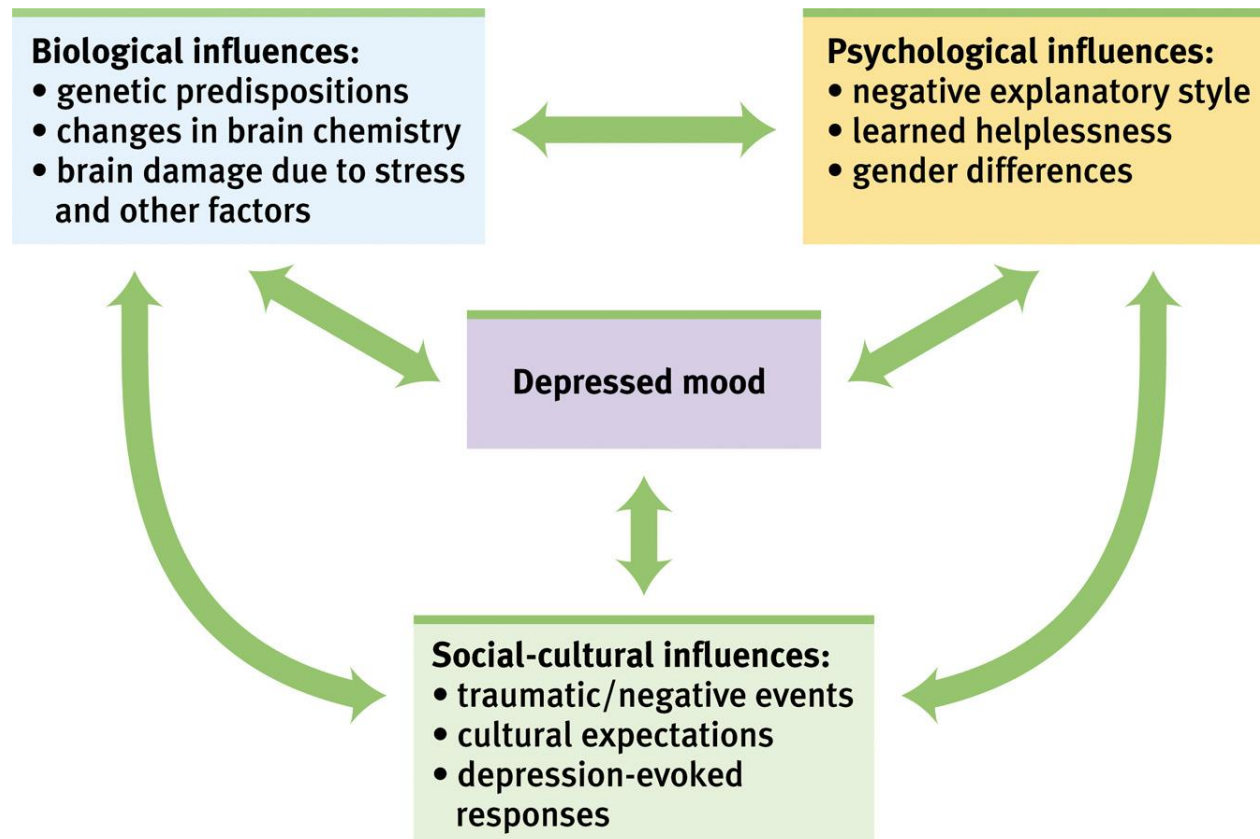 Biological influences:
• genetic predispositions
• changes in brain chemistry
• brain damage due to stress
and other factors
Psychological influences:
• negative explanatory style
• learned helplessness
• gender differences
Depressed mood
Social-cultural influences:
• traumatic/negative events
• cultural expectations
• depression-evoked
responses